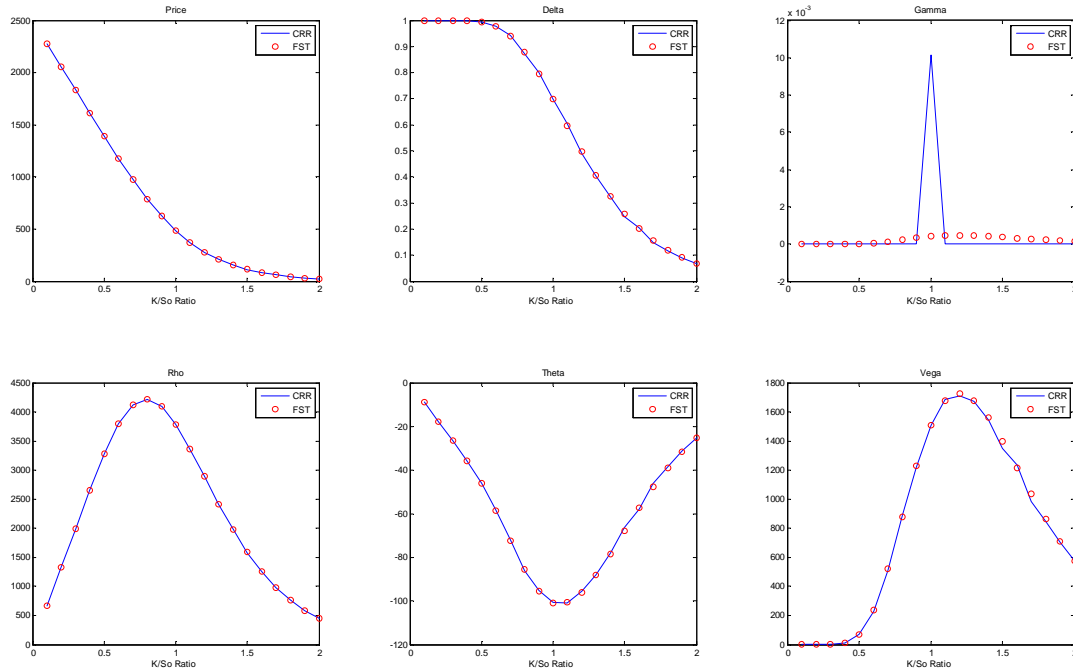 Price
2500
2000
1500
1000
500
0
0 0.5 1 1.5 2
K/So Ratio
CRR
FST
Delta
1
0.9
0.8
0.7
0.6
0.5
0.4
0.3
0.2
0.1
0
0 0.5 1 1.5 2
K/So Ratio
CRR
FST
Gamma
x 10^-3
12
10
8
6
4
2
0
-2
0 0.5 1 1.5 2
K/So Ratio
CRR
FST
Rho
4500
4000
3500
3000
2500
2000
1500
1000
500
0
0 0.5 1 1.5 2
K/So Ratio
CRR
FST
Theta
0
-20
-40
-60
-80
-100
-120
0 0.5 1 1.5 2
K/So Ratio
CRR
FST
Vega
1800
1600
1400
1200
1000
800
600
400
200
0
0 0.5 1 1.5 2
K/So Ratio
CRR
FST